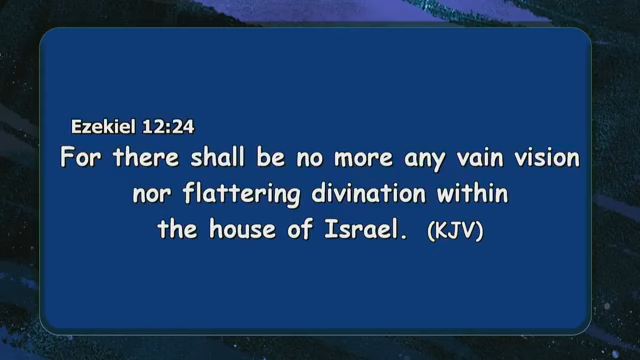 Ezekiel 12:24
For there shall be no more any vain vision
nor flattering divination within
the house of Israel. (KJV)